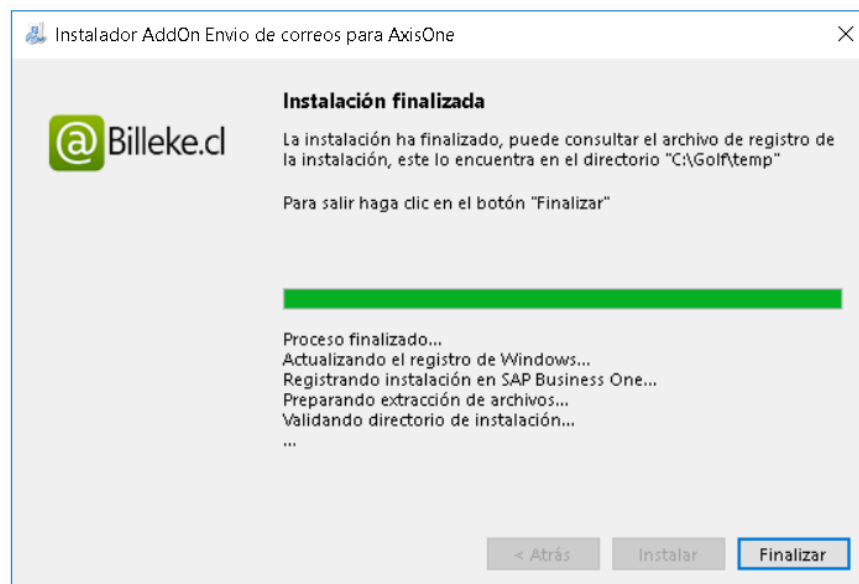 Instalador AddOn Envio de correos para AxisOne
@Billeke.cl
Instalación finalizada
La instalación ha finalizado, puede consultar el archivo de registro de
la instalación, este lo encuentra en el directorio "C:\Golf\temp"
Para salir haga clic en el botón "Finalizar"
Proceso finalizado...
Actualizando el registro de Windows...
Registrando instalación en SAP Business One...
Preparando extracción de archivos...
Validando directorio de instalación...
...
< Atrás
Instalar
Finalizar